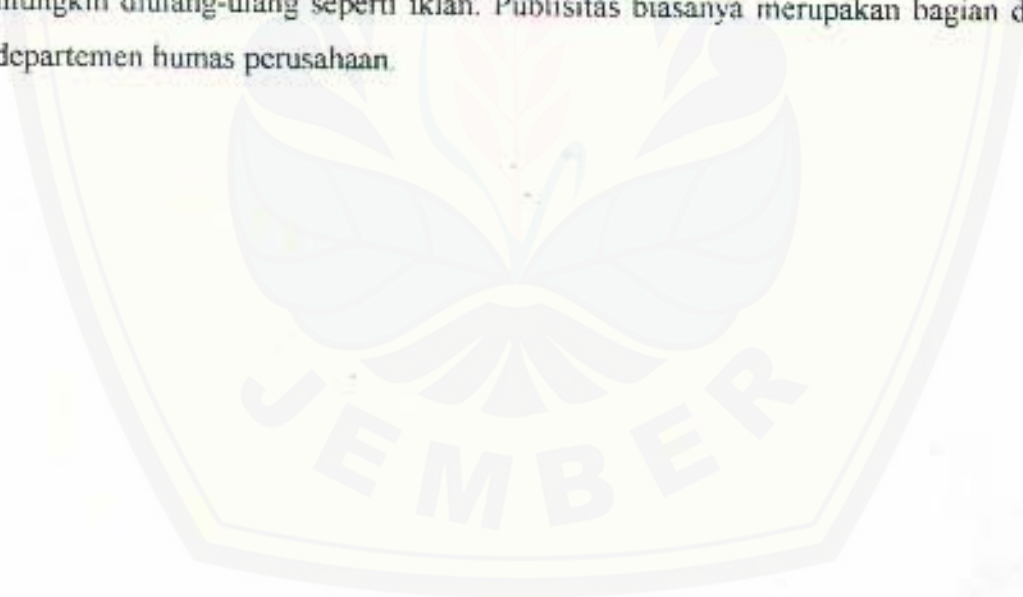 mungkin diulang-ulang seperti iklan. Publisitas biasanya merupakan bagian
departemen humas perusahaan.
JEMBER